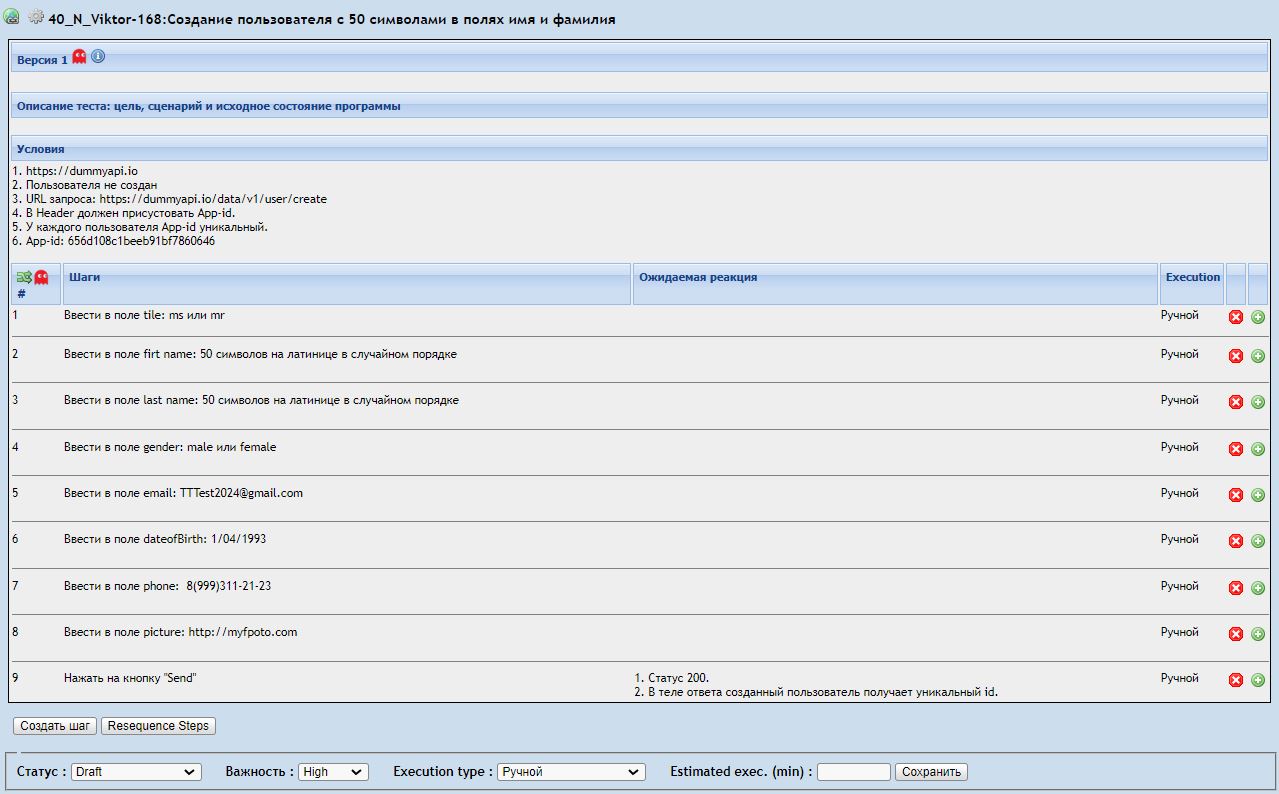 40_N_Viktor-168:Создание пользователя с 50 символами в полях имя и фамилия
Версия 1
Описание теста: цель, сценарий и исходное состояние программы
Условия
1. https://dummyapi.io
2. Пользователя не создан
3. URL запроса: https://dummyapi.io/data/v1/user/create
4. В Header должен присустовать App-id.
5. У каждого пользователя App-id уникальный.
6. App-id: 656d108c1beeb91bf7860646
# Шаги Ожидаемая реакция Execution
1 Ввести в поле tile: ms или mr Ручной
2 Ввести в поле firt name: 50 символов на латинице в случайном порядке Ручной
3 Ввести в поле last name: 50 символов на латинице в случайном порядке Ручной
4 Ввести в поле gender: male или female Ручной
5 Ввести в поле email: TTTest2024@gmail.com Ручной
6 Ввести в поле dateofBirth: 1/04/1993 Ручной
7 Ввести в поле phone: 8(999)311-21-23 Ручной
8 Ввести в поле picture: http://myfpoto.com Ручной
9 Нажать на кнопку "Send" 1. Статус 200. Ручной
2. В теле ответа созданный пользователь получает уникальный id.
Создать шаг Resequence Steps
Статус : Draft Важность : High Execution type : Ручной Estimated exec. (min) : Сохранить